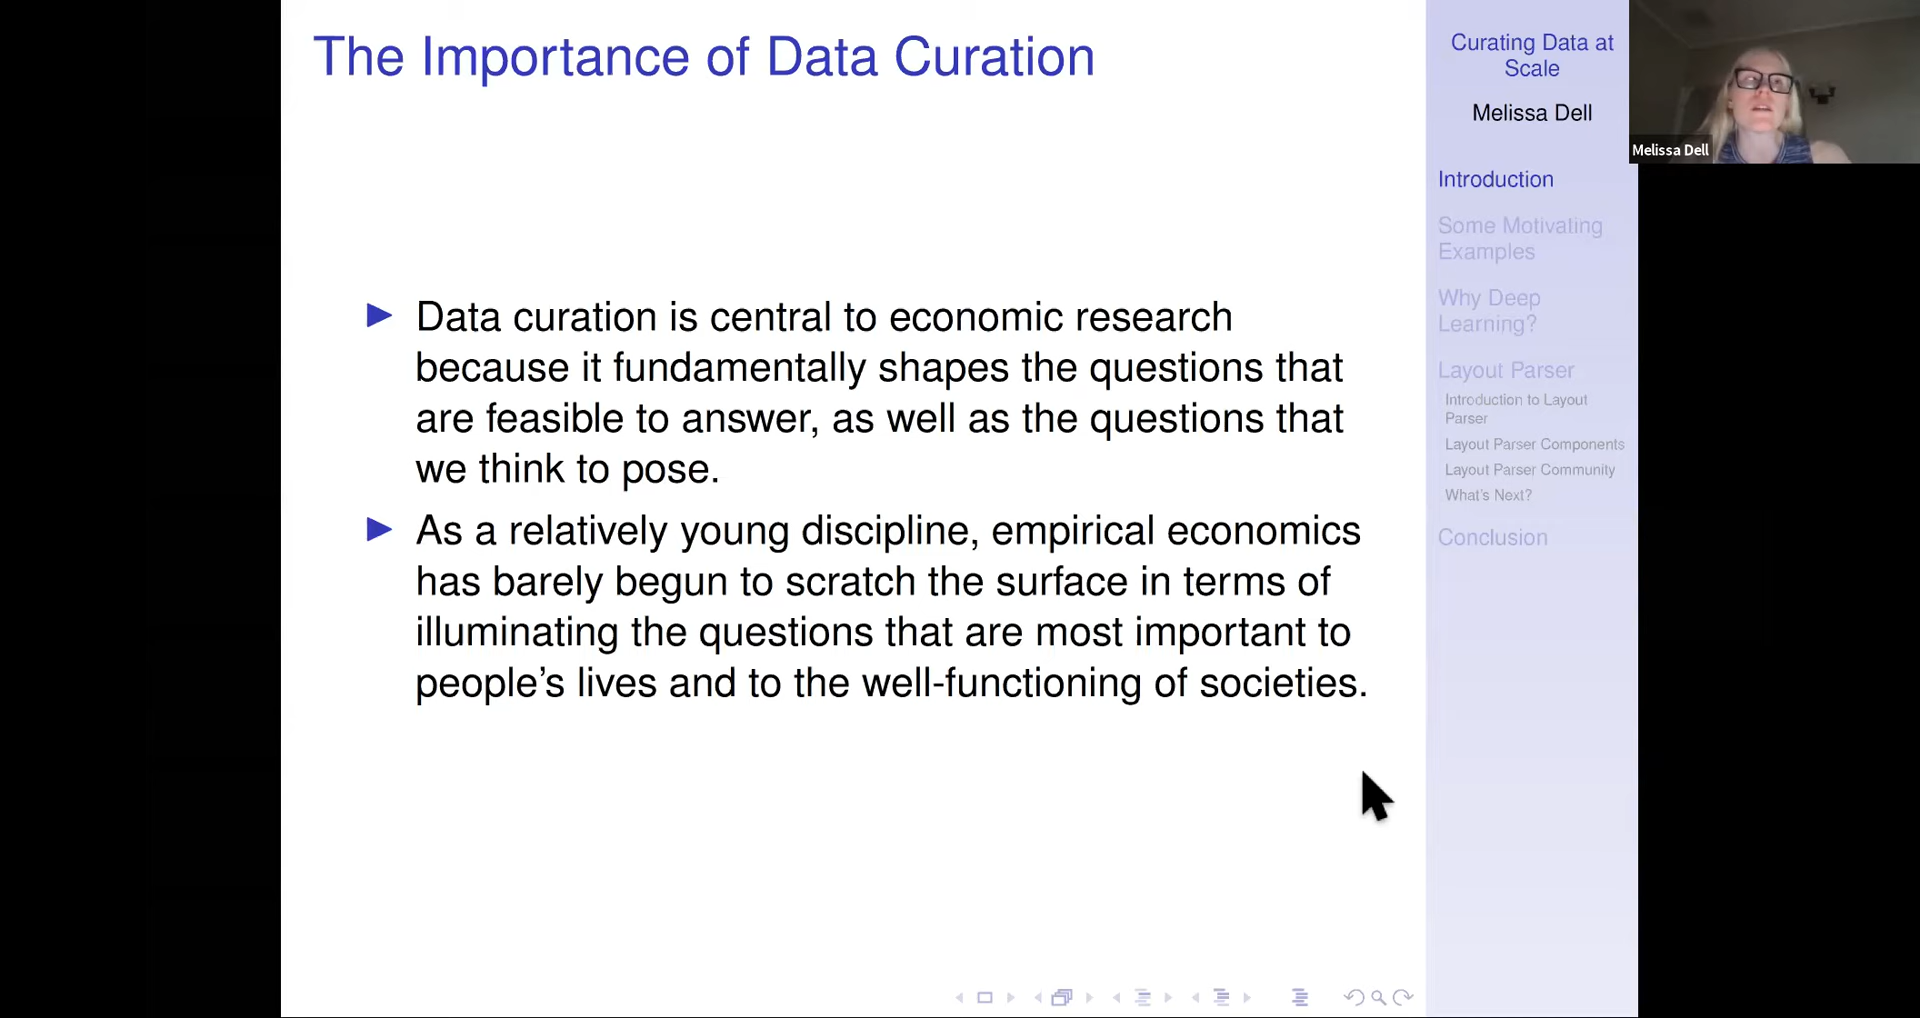 The Importance of Data Curation
Data curation is central to economic research
because it fundamentally shapes the questions that
are feasible to answer, as well as the questions that
we think to pose.
As a relatively young discipline, empirical economics
has barely begun to scratch the surface in terms of
illuminating the questions that are most important to
people's lives and to the well-functioning of societies.
Curating Data at
Scale
Melissa Dell
Introduction
Some Motivating
Examples
Why Deep
Learning?
Layout Parser
Introduction to Layout
Parser
Layout Parser Components
Layout Parser Community
What's Next?
Conclusion
Melissa Dell